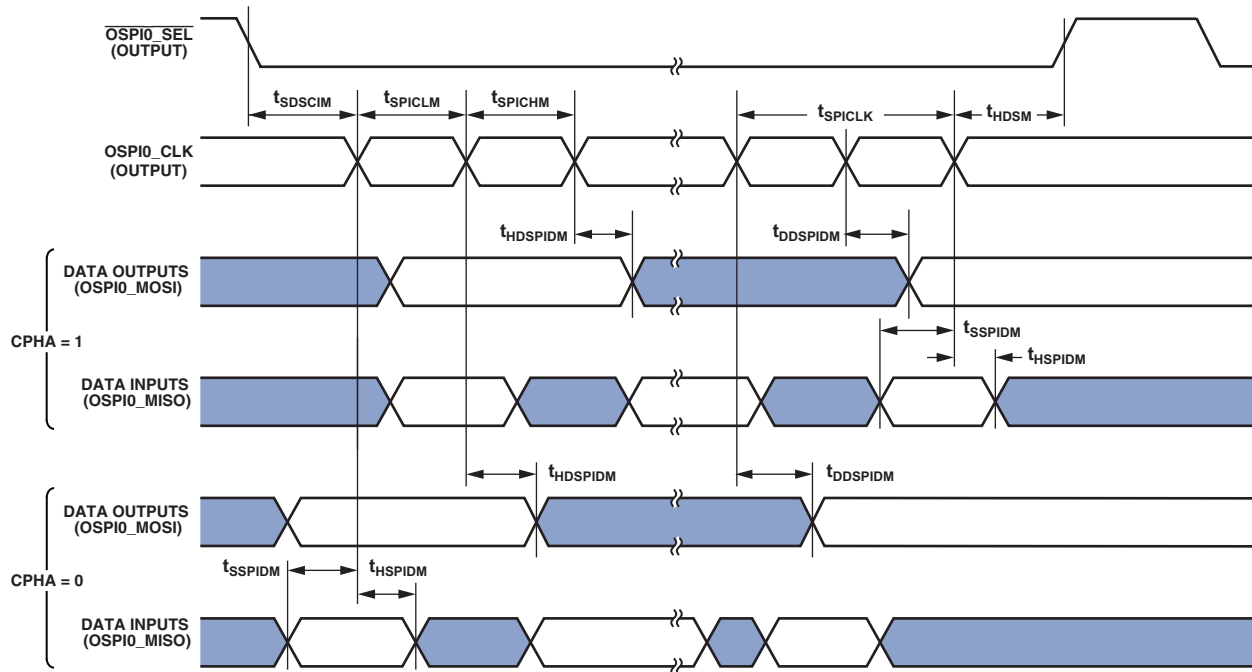 OSPI0_SEL
(OUTPUT)
tSDSCIM
tSPICLM
tSPICHM
tSPICLK
tHDSM
OSPI0_CLK
(OUTPUT)
tHDSPIDM
tDDSPIDM
DATA OUTPUTS
(OSPI0_MOSI)
tSSPIDM
CPHA = 1
tHSPIDM
DATA INPUTS
(OSPI0_MISO)
tHDSPIDM
tDDSPIDM
DATA OUTPUTS
(OSPI0_MOSI)
CPHA = 0
tSSPIDM
tHSPIDM
DATA INPUTS
(OSPI0_MISO)